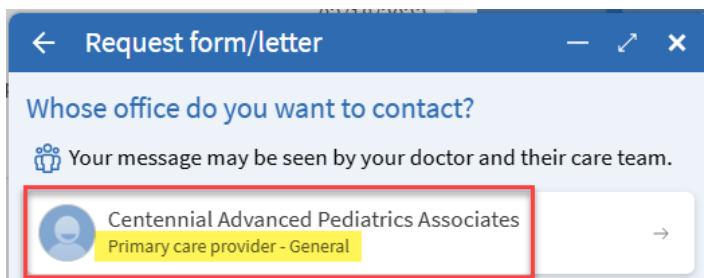 Request form/letter
Whose office do you want to contact?
Your message may be seen by your doctor and their care team.
Centennial Advanced Pediatrics Associates
Primary care provider - General